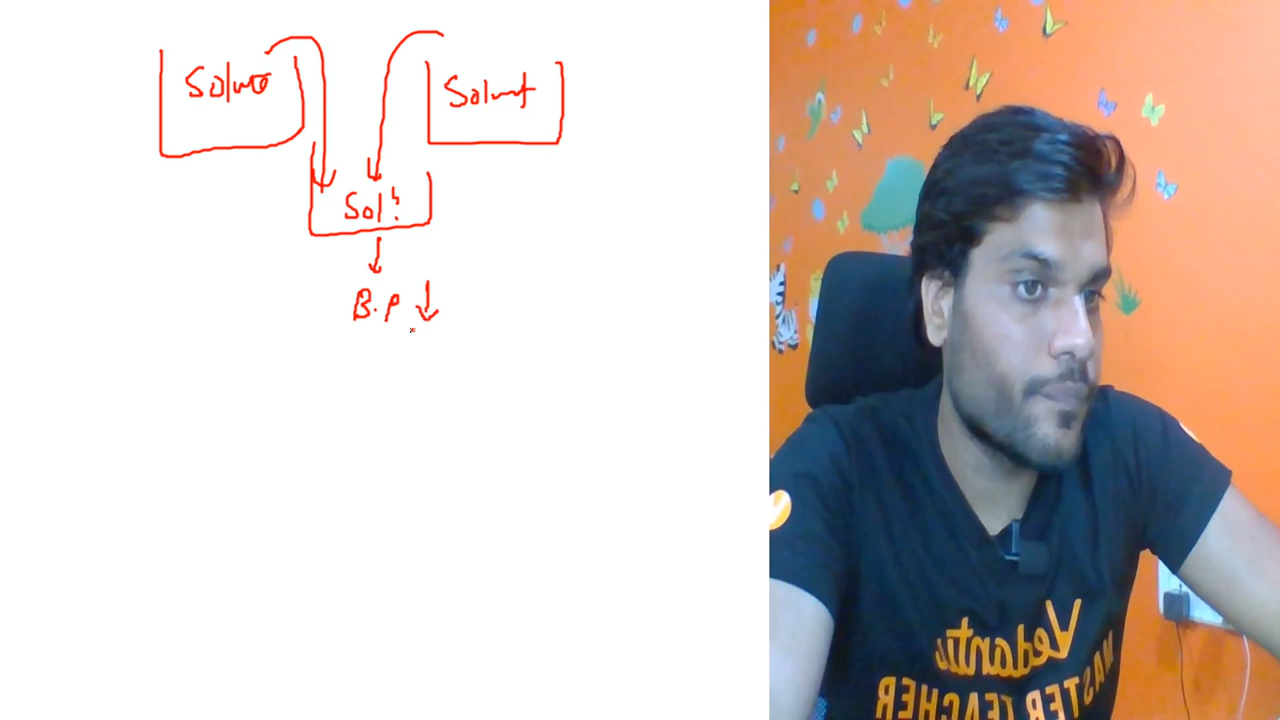 Solute
Solvent
Solⁿ
↓
B.P ↓
Vedantu
MASTER TEACHER